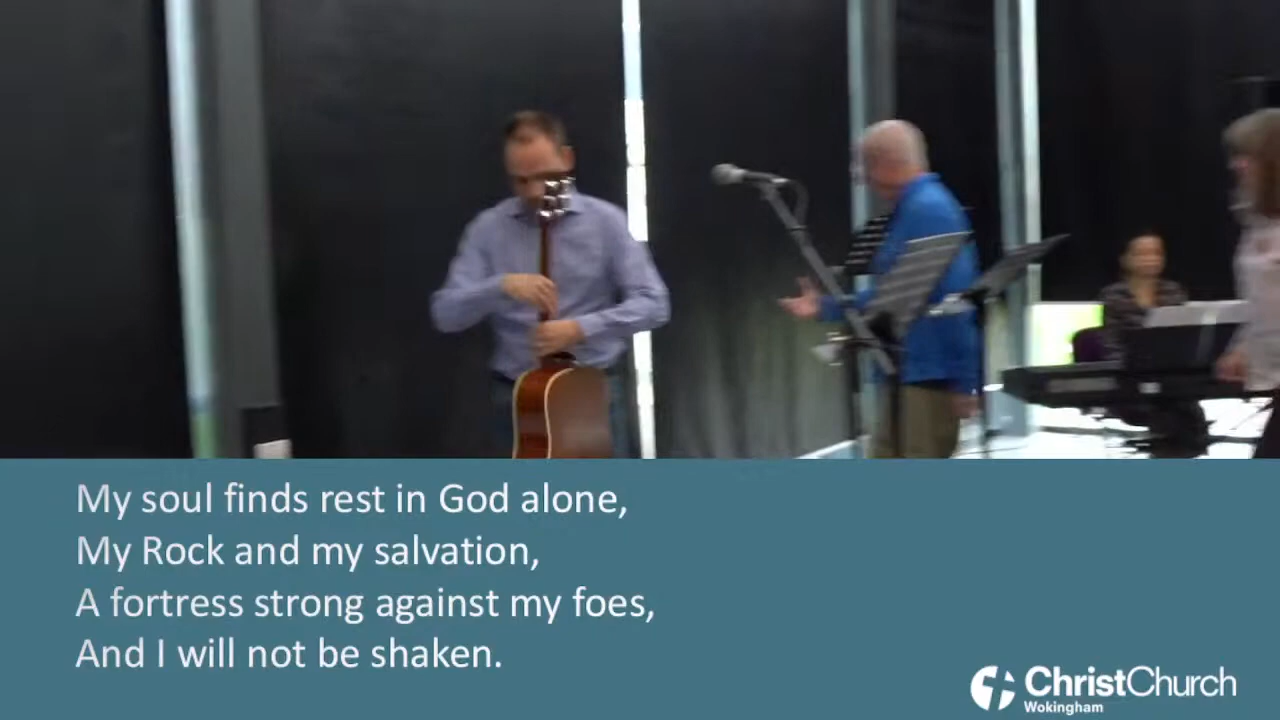 My soul finds rest in God alone,
My Rock and my salvation,
A fortress strong against my foes,
And I will not be shaken.
ChristChurch
Wokingham